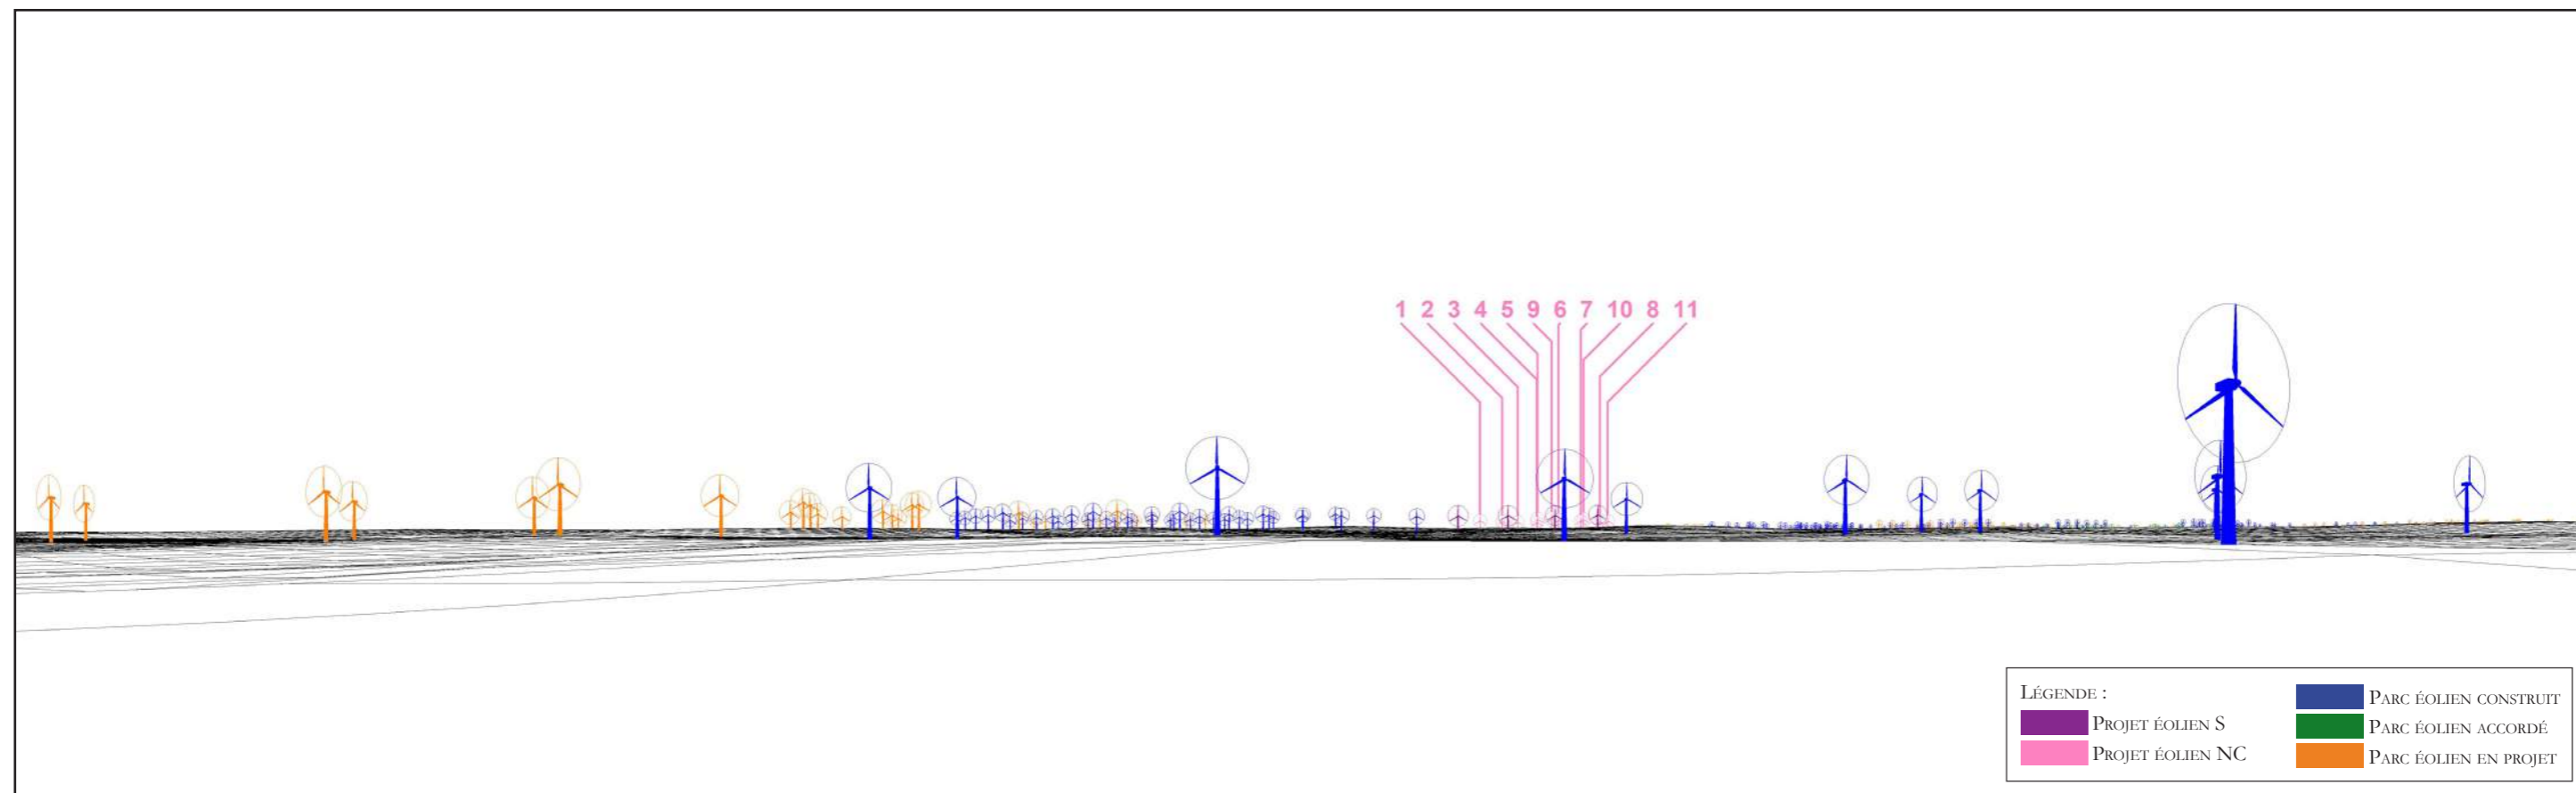 1 2 3 4 5 9 6 7 10 8 11
Légende :
Projet éolien S
Projet éolien NC
Parc éolien construit
Parc éolien accordé
Parc éolien en projet